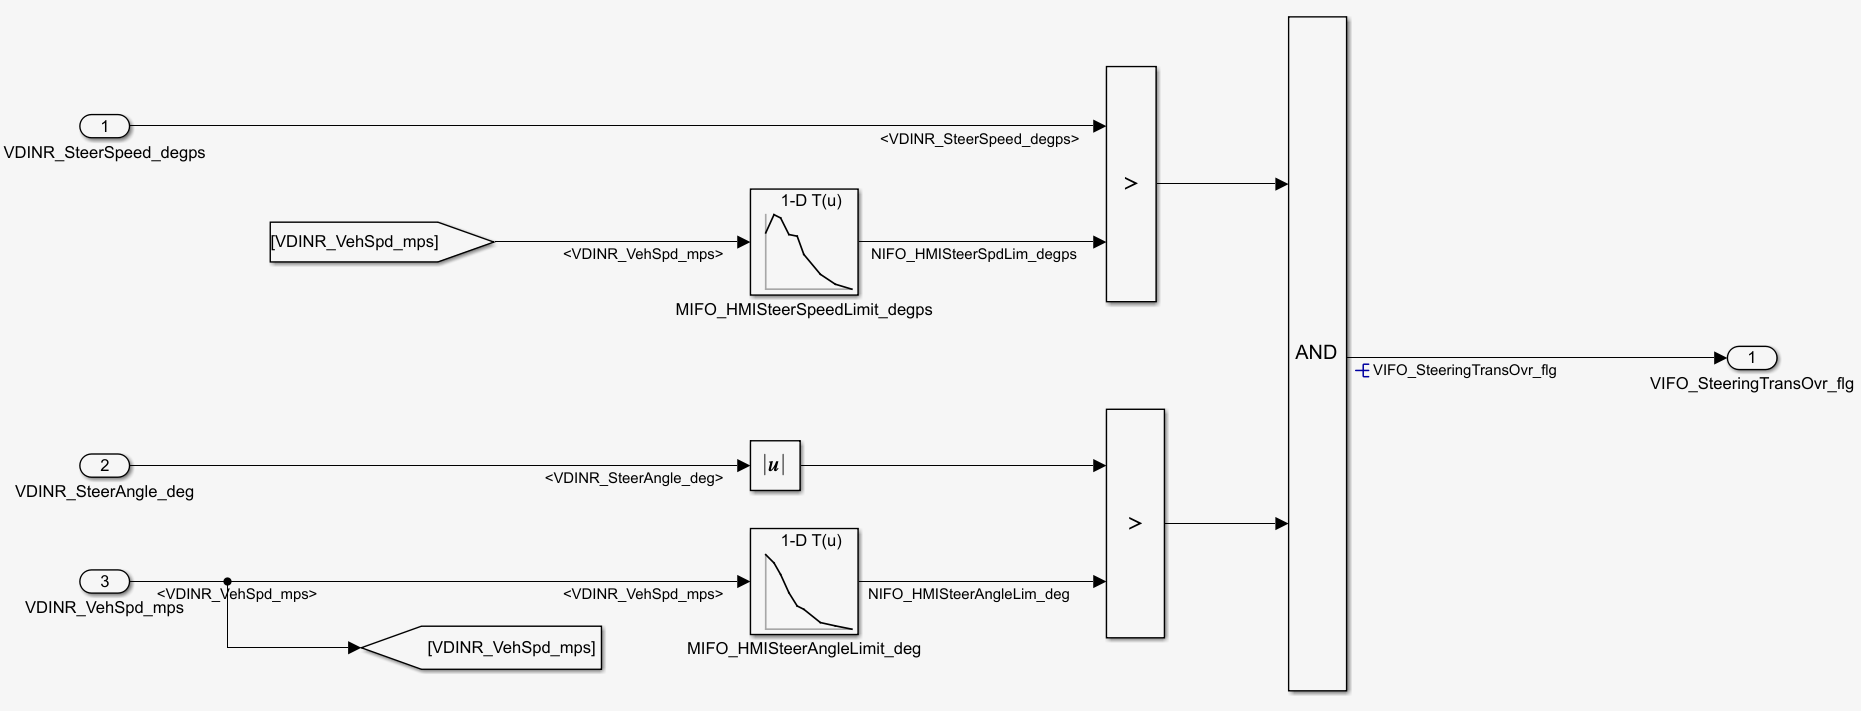 1
VDINR_SteerSpeed_degps
<VDINR_SteerSpeed_degps>
>
[VDINR_VehSpd_mps]
<VDINR_VehSpd_mps>
1-D T(u)
MIFO_HMISteerSpeedLimit_degps
NIFO_HMISteerSpdLim_degps
AND
VIFO_SteeringTransOvr_flg
1
VIFO_SteeringTransOvr_flg
2
VDINR_SteerAngle_deg
<VDINR_SteerAngle_deg>
|u|
>
3
VDINR_VehSpd_mps
<VDINR_VehSpd_mps>
<VDINR_VehSpd_mps>
1-D T(u)
MIFO_HMISteerAngleLimit_deg
NIFO_HMISteerAngleLim_deg
[VDINR_VehSpd_mps]